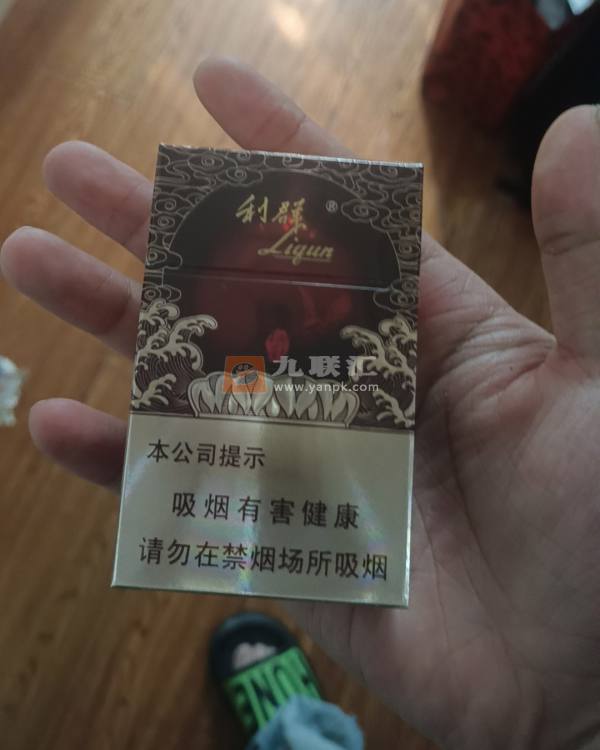 利群®
Liqun
九联汇
www.yanpk.com
本公司提示
吸烟有害健康
请勿在禁烟场所吸烟
ONE